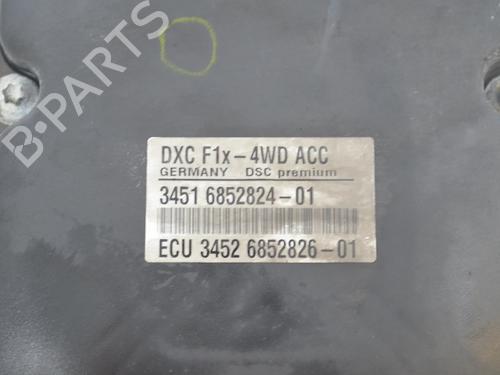 DXC F1x-4WD ACC
GERMANY DSC premium
3451 6852824-01
ECU 3452 6852826-01
B-PARTS